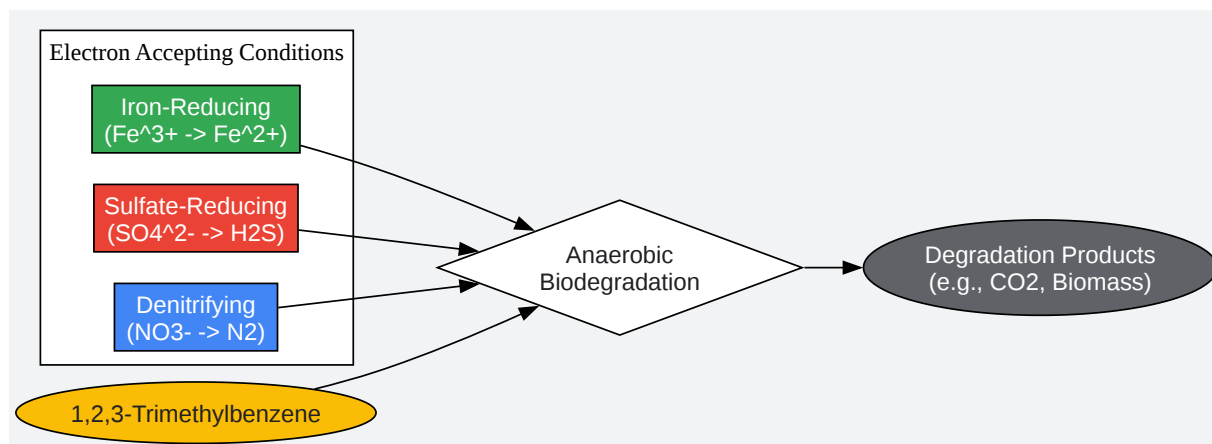 Electron Accepting Conditions
Iron-Reducing
(Fe^3+ -> Fe^2+)
Sulfate-Reducing
(SO4^2- -> H2S)
Denitrifying
(NO3- -> N2)
1,2,3-Trimethylbenzene
Anaerobic
Biodegradation
Degradation Products
(e.g., CO2, Biomass)